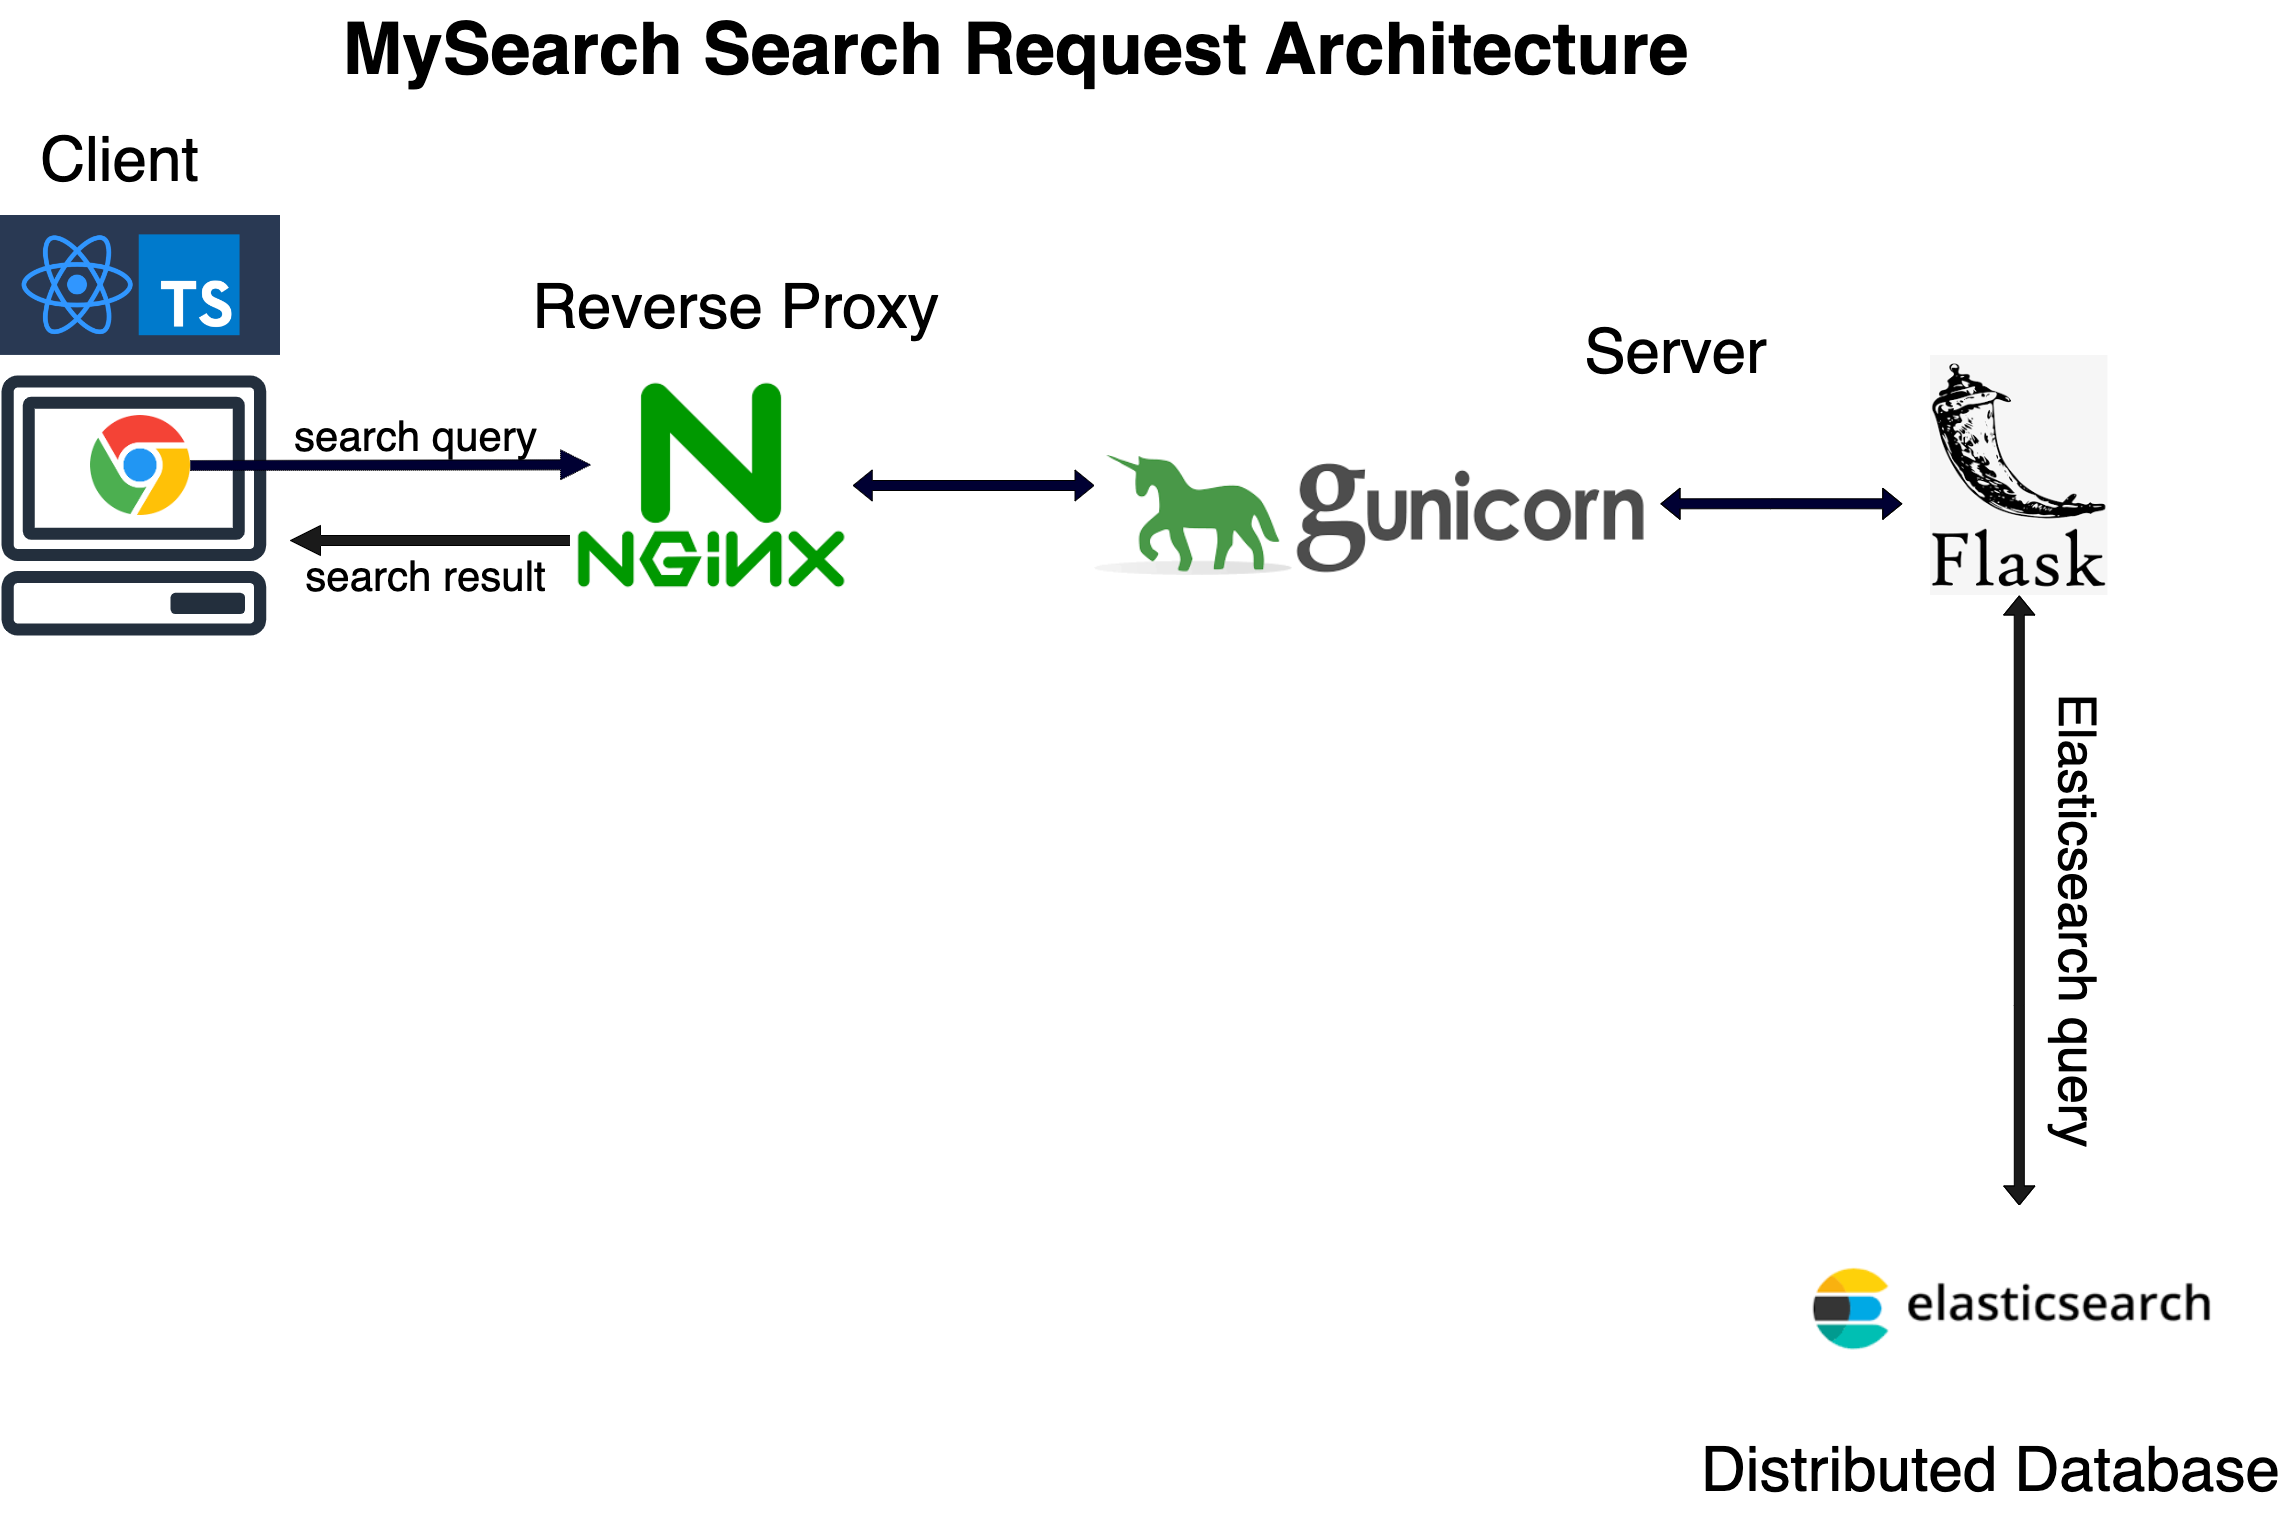 MySearch Search Request Architecture
Client
TS
Reverse Proxy
Server
search query
search result
NGiNX
gunicorn
Flask
Elasticsearch query
elasticsearch
Distributed Database